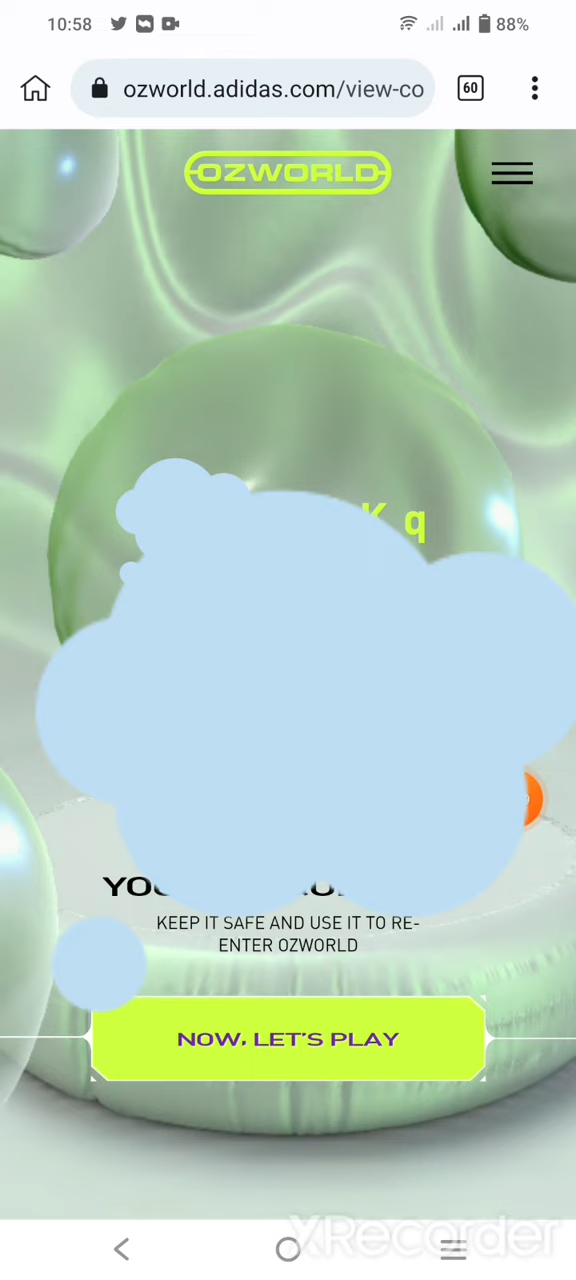 10:58
88%
ozworld.adidas.com/view-co
60
OZWORLD
K q
KEEP IT SAFE AND USE IT TO RE-
ENTER OZWORLD
NOW, LET'S PLAY
XRecorder